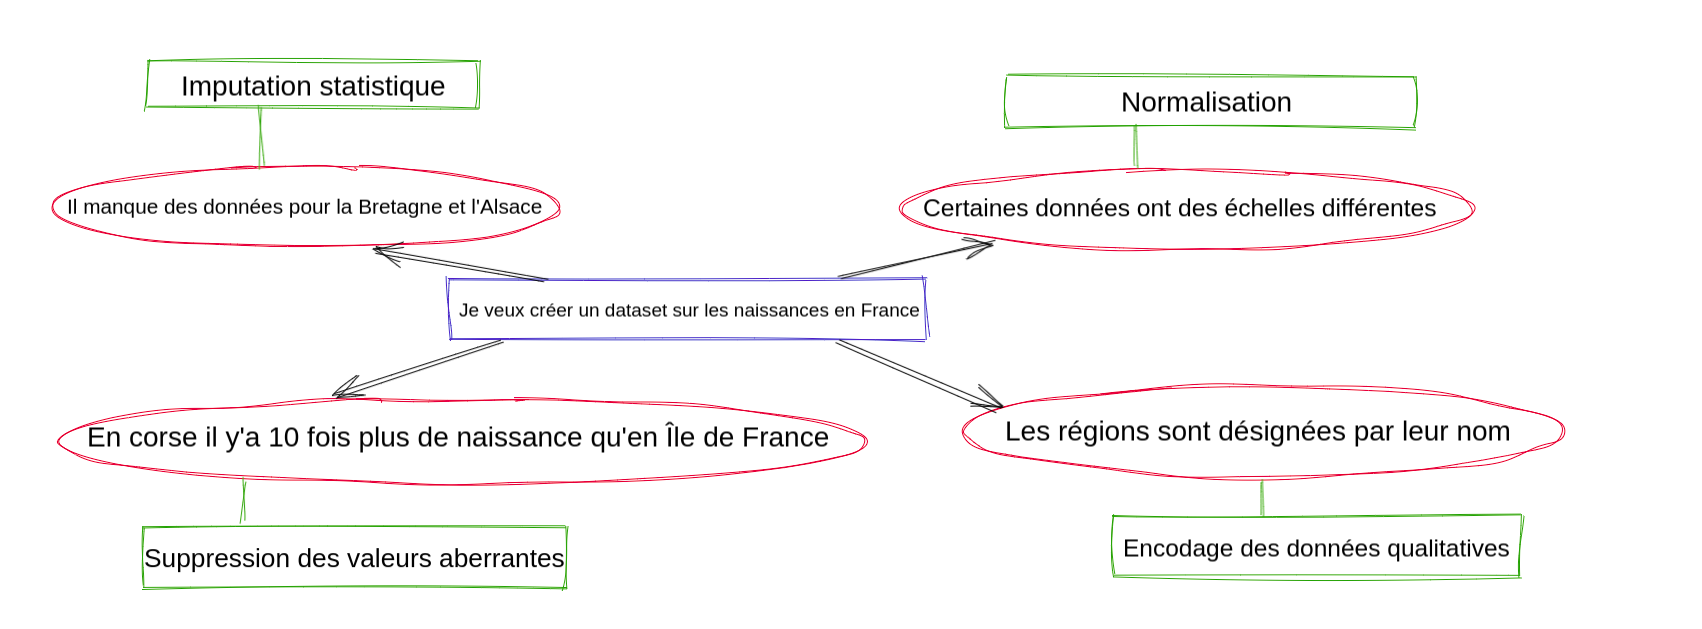 Imputation statistique
Normalisation
Il manque des données pour la Bretagne et l'Alsace
Certaines données ont des échelles différentes
Je veux créer un dataset sur les naissances en France
En corse il y'a 10 fois plus de naissance qu'en Île de France
Les régions sont désignées par leur nom
Suppression des valeurs aberrantes
Encodage des données qualitatives